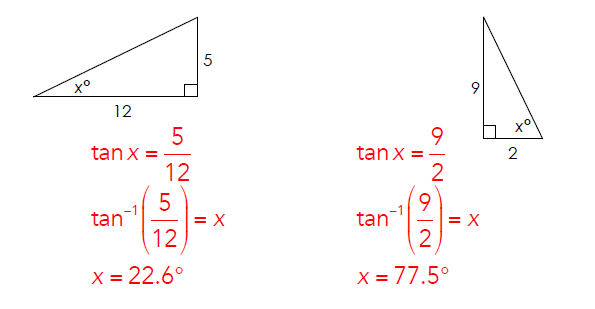 5
x°
12
tan x = 5/12
tan⁻¹(5/12) = x
x = 22.6°
9
x°
2
tan x = 9/2
tan⁻¹(9/2) = x
x = 77.5°